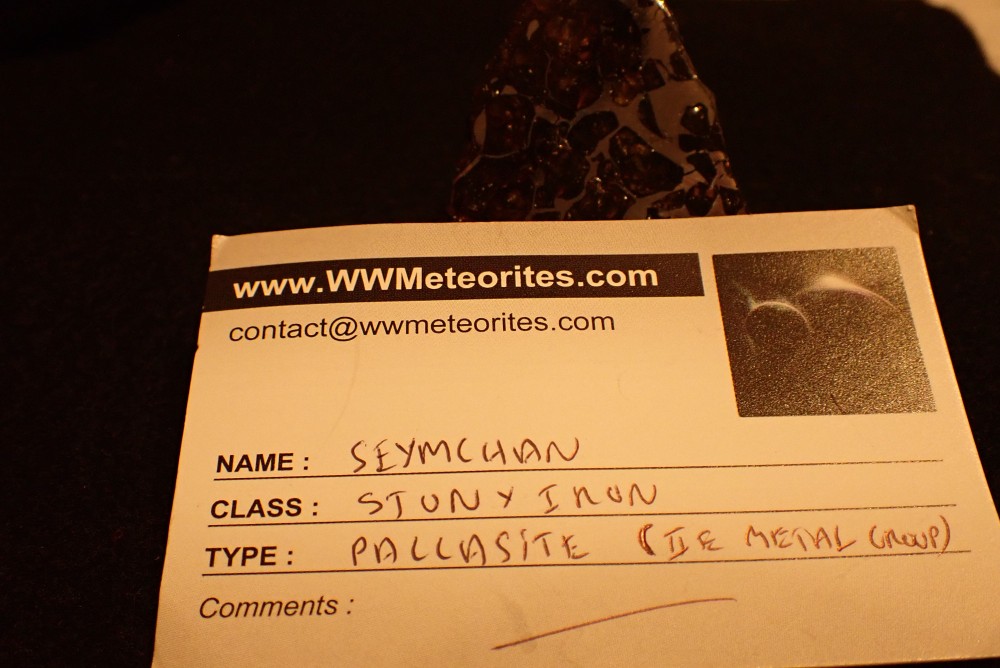 www.WWMeteorites.com
contact@wwmeteorites.com
NAME : SEYMCHAN
CLASS : STONY IRON
TYPE : PALLASITE (IIE METAL GROUP)
Comments :